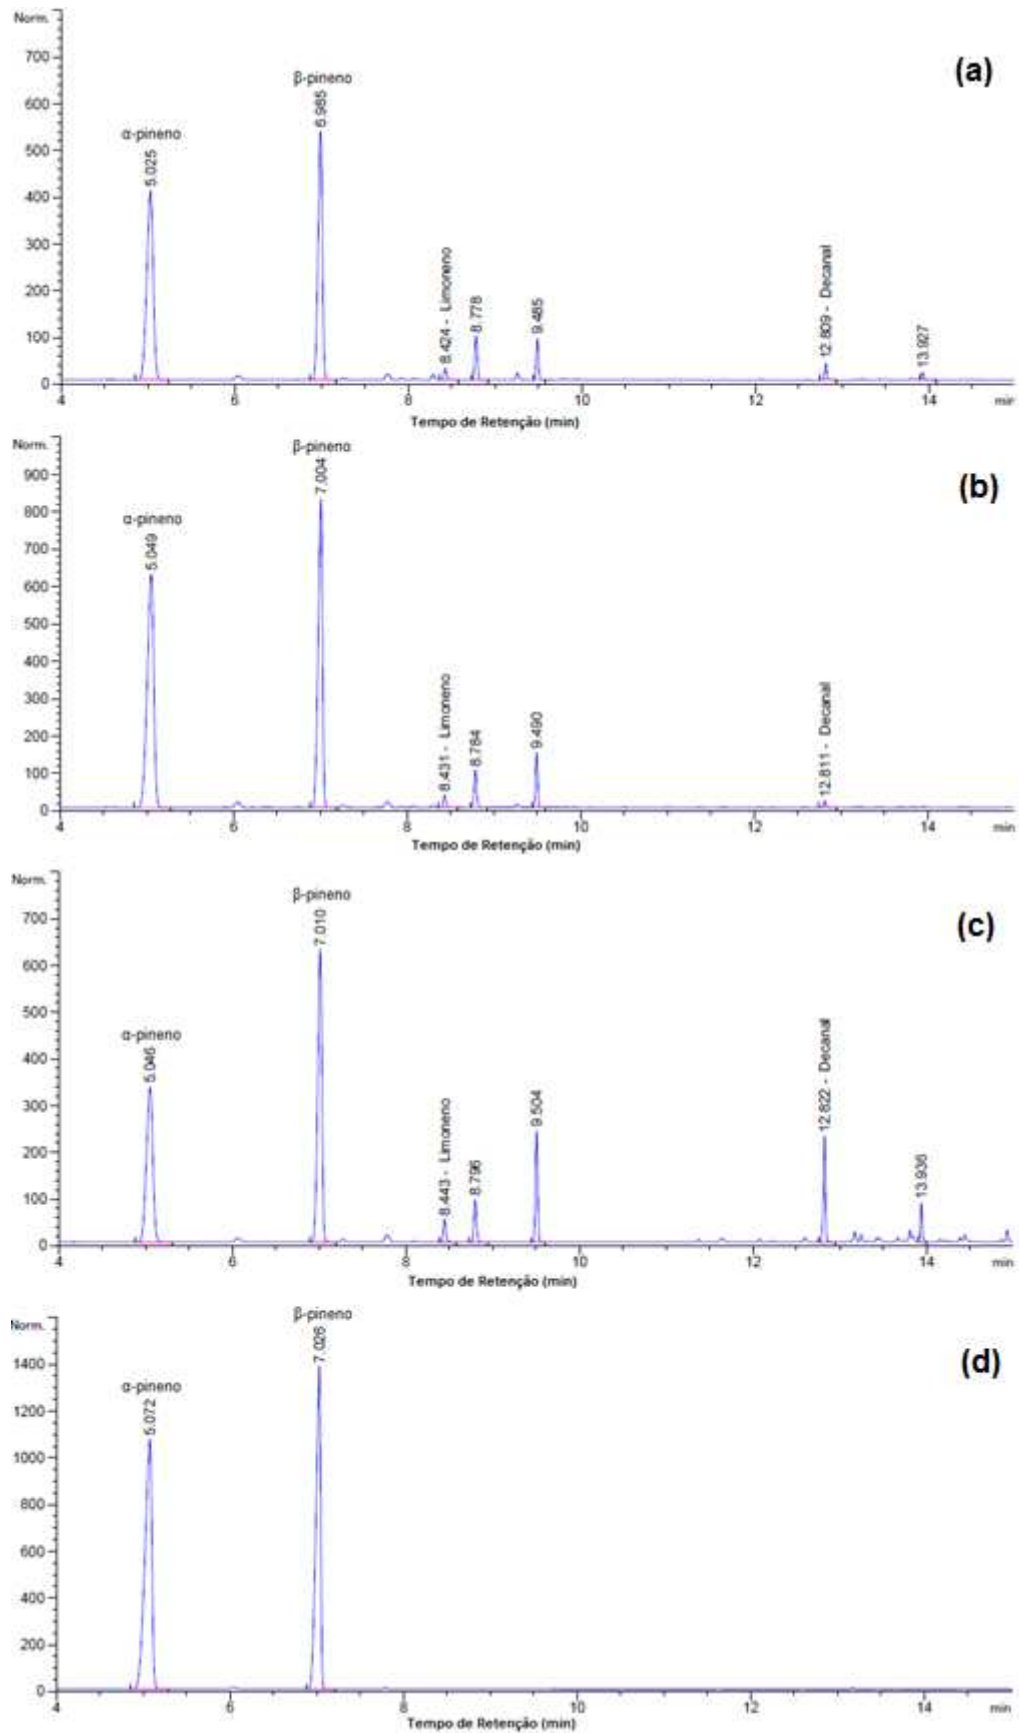 Norm.
(a)
β-pineno
6.985
α-pineno
5.025
8.424 - Limoneno
8.778
9.485
12.809 - Decanal
13.927
700
600
500
400
300
200
100
0
4 6 8 10 12 14 min
Tempo de Retenção (min)
Norm.
(b)
β-pineno
7.004
α-pineno
5.049
8.431 - Limoneno
8.784
9.490
12.811 - Decanal
900
800
700
600
500
400
300
200
100
0
4 6 8 10 12 14 min
Tempo de Retenção (min)
Norm.
(c)
β-pineno
7.010
α-pineno
5.046
8.443 - Limoneno
8.796
9.504
12.822 - Decanal
13.936
700
600
500
400
300
200
100
0
4 6 8 10 12 14 min
Tempo de Retenção (min)
Norm.
(d)
β-pineno
7.026
α-pineno
5.072
1400
1200
1000
800
600
400
200
0
4 6 8 10 12 14 min
Tempo de Retenção (min)